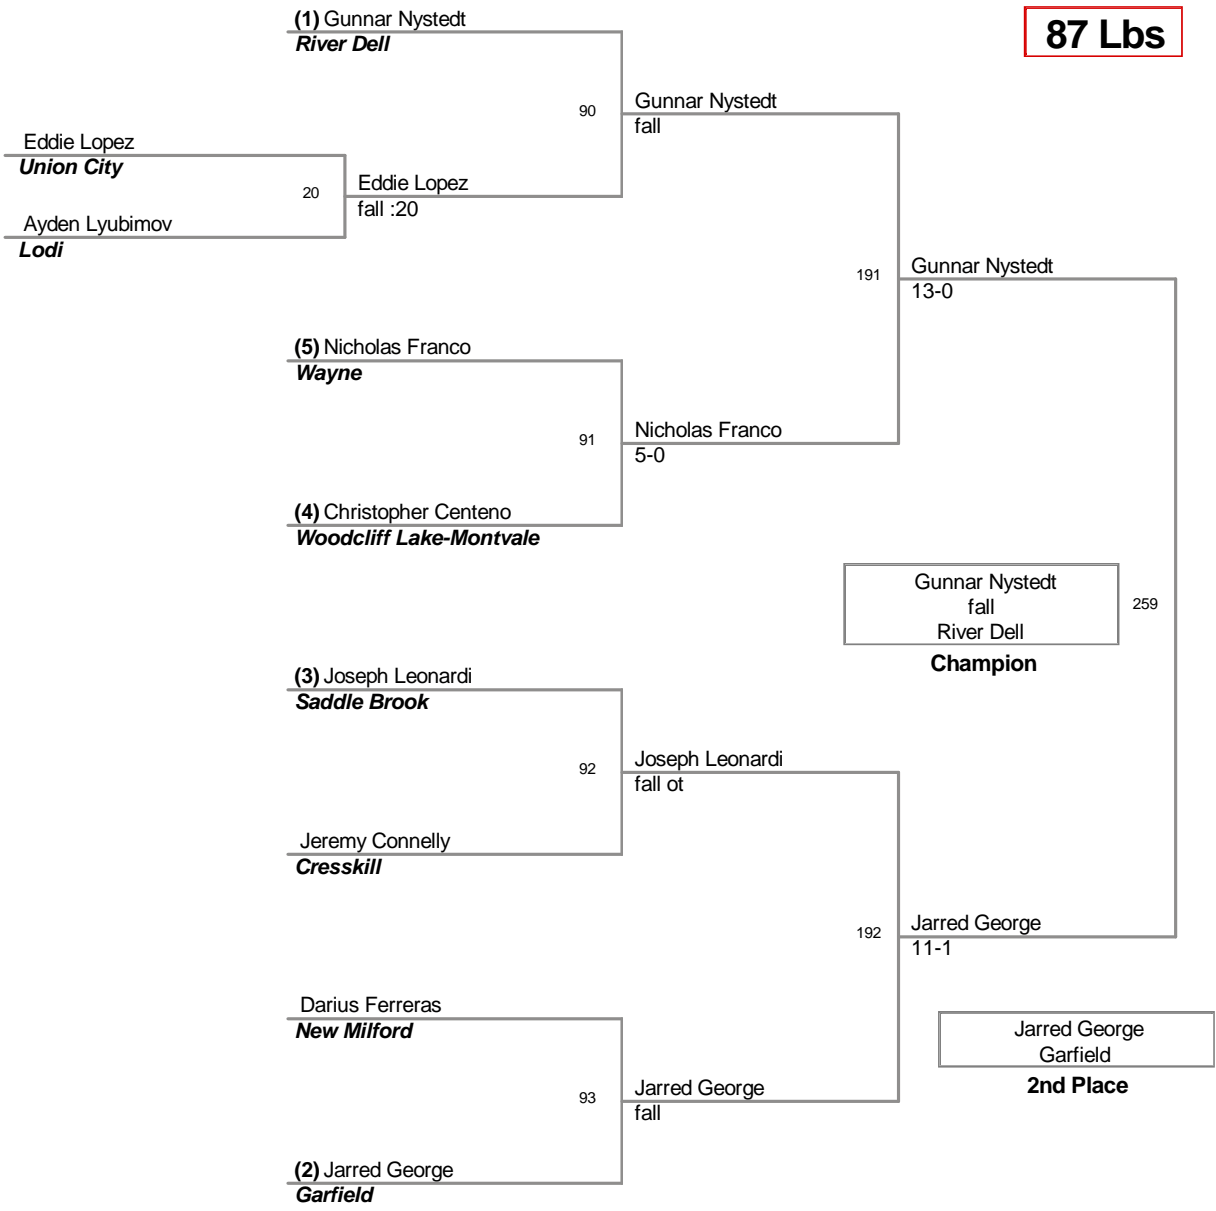 (1) Gunnar Nystedt
River Dell
87 Lbs
90
Gunnar Nystedt
fall
Eddie Lopez
Union City
20
Eddie Lopez
fall :20
Ayden Lyubimov
Lodi
191
Gunnar Nystedt
13-0
(5) Nicholas Franco
Wayne
91
Nicholas Franco
5-0
(4) Christopher Centeno
Woodcliff Lake-Montvale
Gunnar Nystedt
fall
River Dell
259
Champion
(3) Joseph Leonardi
Saddle Brook
92
Joseph Leonardi
fall ot
Jeremy Connelly
Cresskill
192
Jarred George
11-1
Darius Ferreras
New Milford
Jarred George
Garfield
2nd Place
93
Jarred George
fall
(2) Jarred George
Garfield